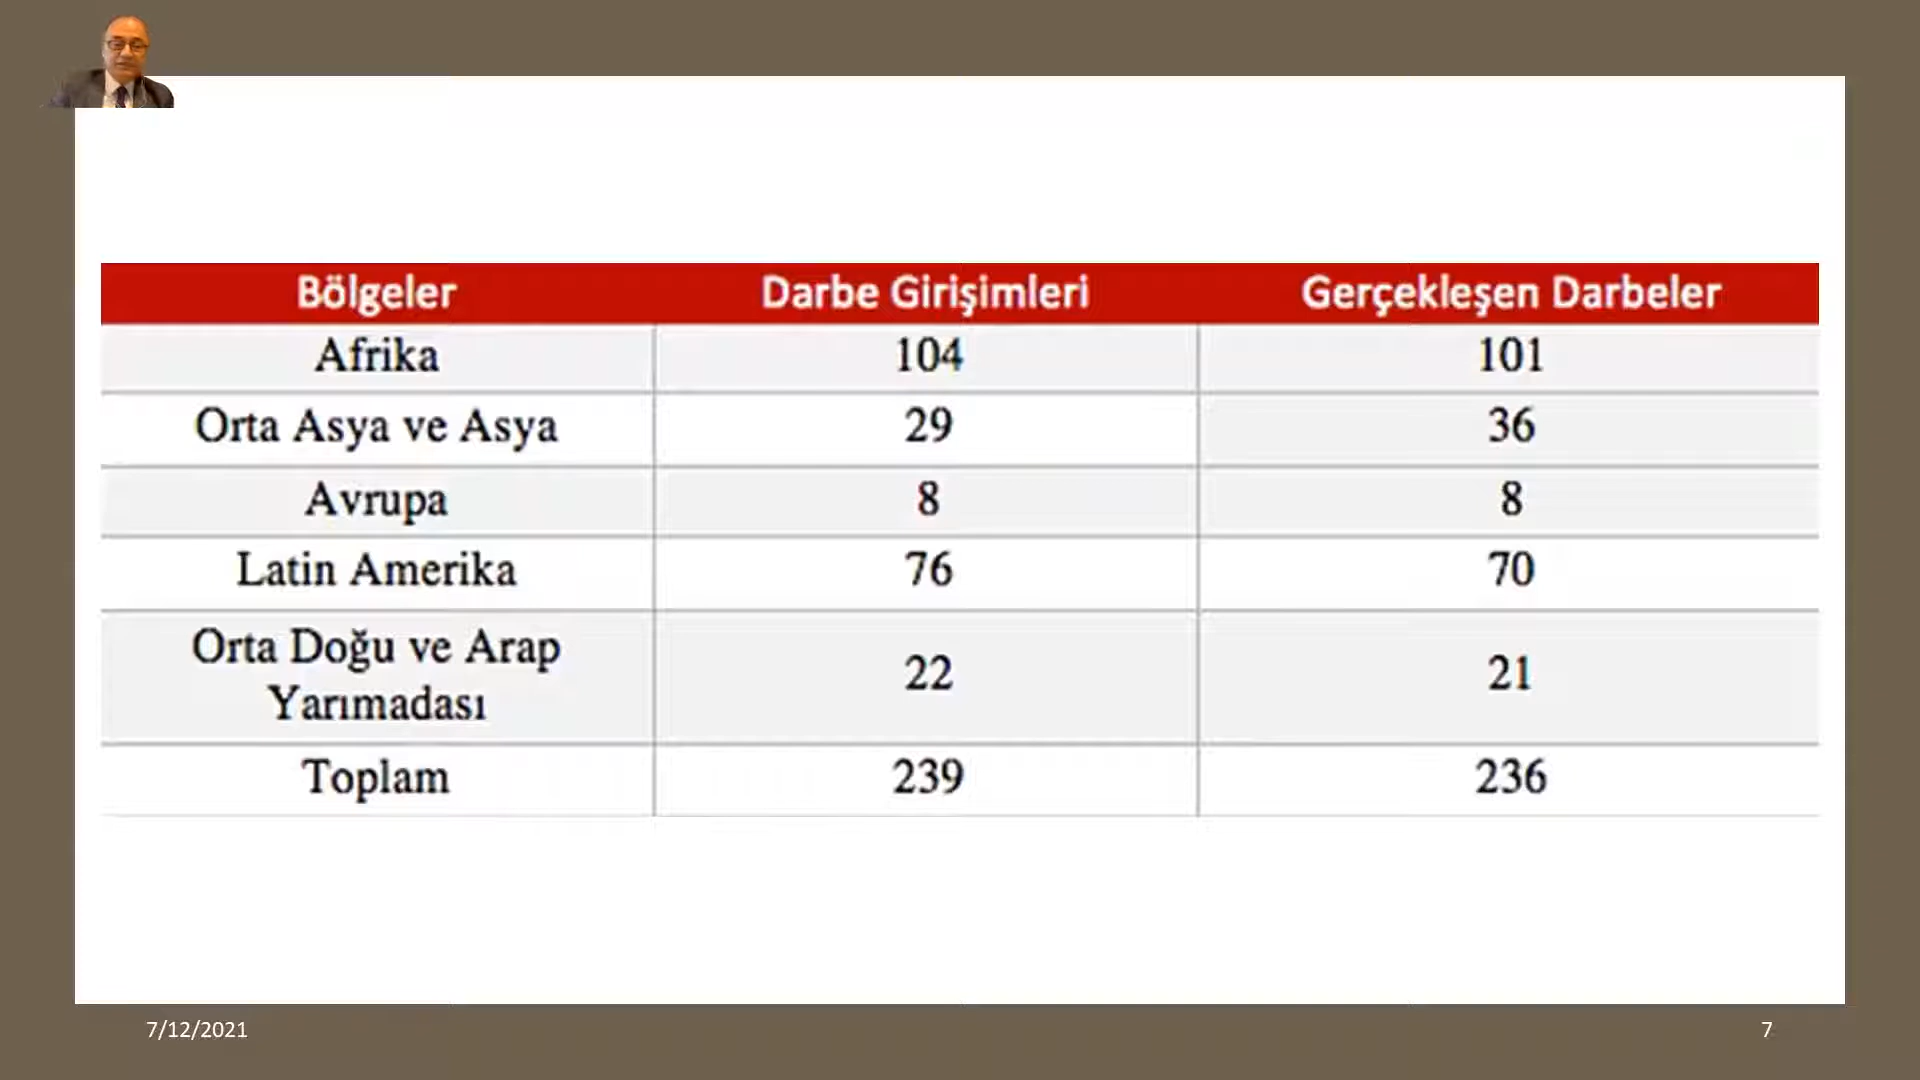 Bölgeler Darbe Girişimleri Gerçekleşen Darbeler
Afrika 104 101
Orta Asya ve Asya 29 36
Avrupa 8 8
Latin Amerika 76 70
Orta Doğu ve Arap
Yarımadası 22 21
Toplam 239 236
7/12/2021 7